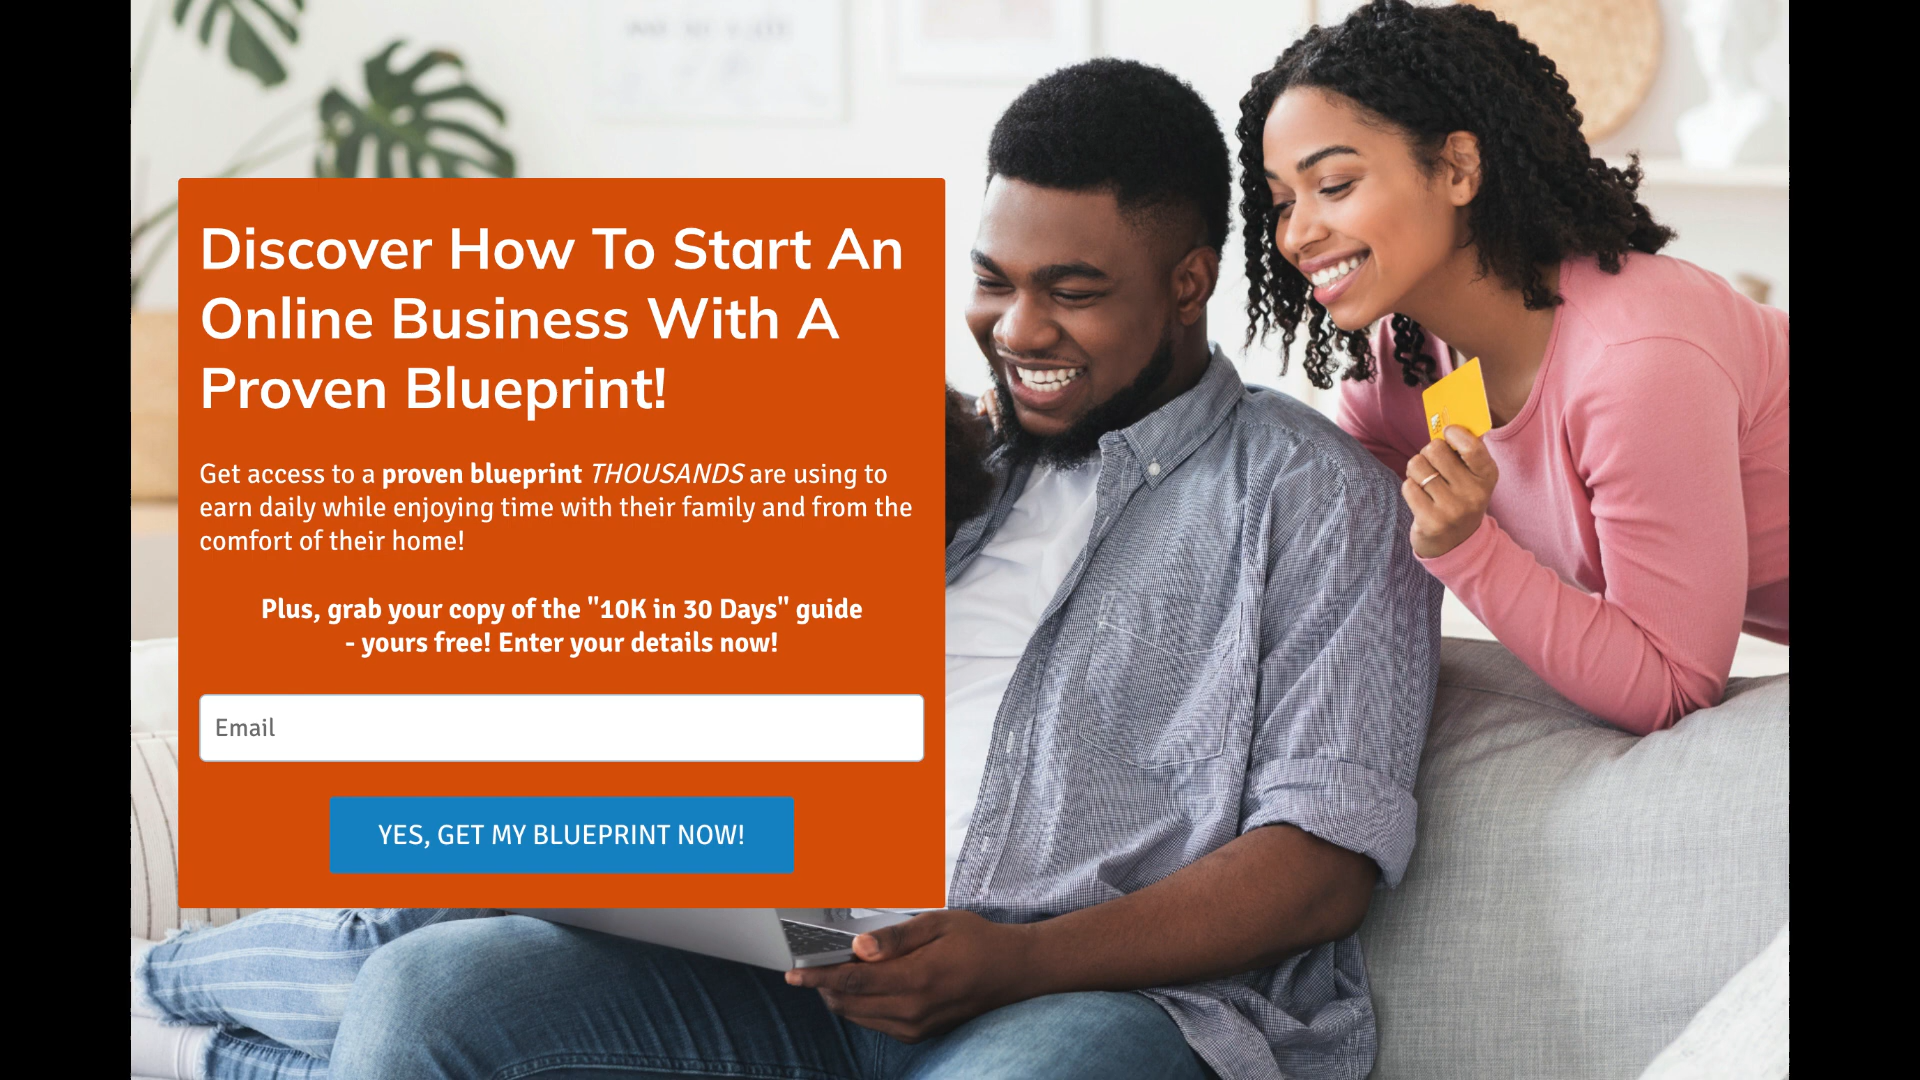 Discover How To Start An
Online Business With A
Proven Blueprint!
Get access to a proven blueprint THOUSANDS are using to
earn daily while enjoying time with their family and from the
comfort of their home!
Plus, grab your copy of the "10K in 30 Days" guide
- yours free! Enter your details now!
Email
YES, GET MY BLUEPRINT NOW!